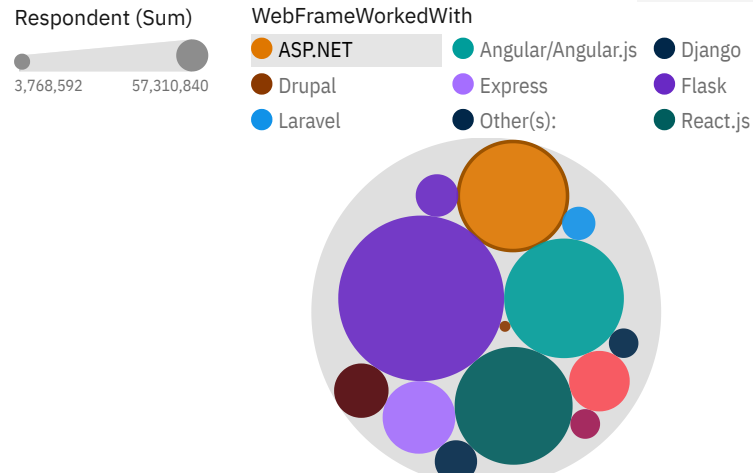 Respondent (Sum)
3,768,592 57,310,840
WebFrameWorkedWith
ASP.NET Angular/Angular.js Django
Drupal Express Flask
Laravel Other(s): React.js